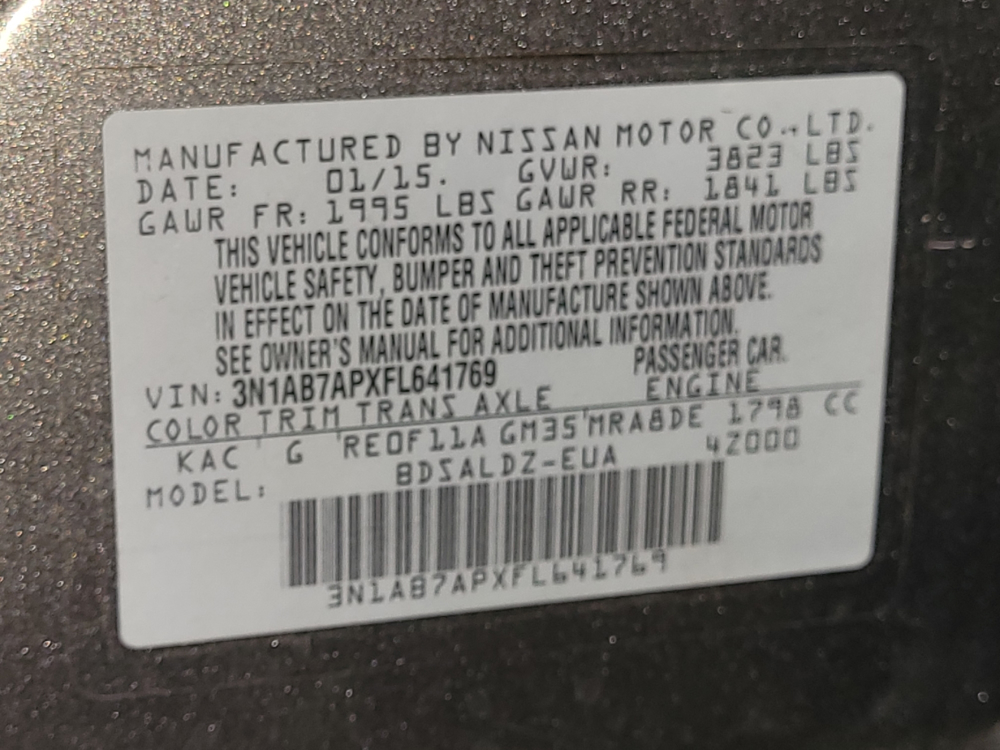 MANUFACTURED BY NISSAN MOTOR CO.,LTD.
DATE: 01/15. GVWR: 3823 LBS
GAWR FR: 1995 LBS GAWR RR: 1841 LBS
THIS VEHICLE CONFORMS TO ALL APPLICABLE FEDERAL MOTOR
VEHICLE SAFETY, BUMPER AND THEFT PREVENTION STANDARDS
IN EFFECT ON THE DATE OF MANUFACTURE SHOWN ABOVE.
SEE OWNER'S MANUAL FOR ADDITIONAL INFORMATION.
VIN: 3N1AB7APXFL641769 PASSENGER CAR.
COLOR TRIM TRANS AXLE ENGINE
KAC G RE0F11A GM35 MRA8DE 1798 CC
MODEL: BDSALDZ-EUA 4Z000
3N1AB7APXFL641769